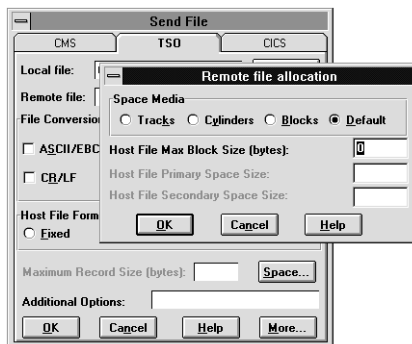 Send File
CMS TSO CICS
Local file:
Remote file:
File Conversion
ASCII/EBC
CR/LF
Host File Form
Fixed
Maximum Record Size (bytes): Space...
Additional Options:
OK Cancel Help More...
Remote file allocation
Space Media
Tracks Cylinders Blocks Default
Host File Max Block Size (bytes): 0
Host File Primary Space Size:
Host File Secondary Space Size:
OK Cancel Help